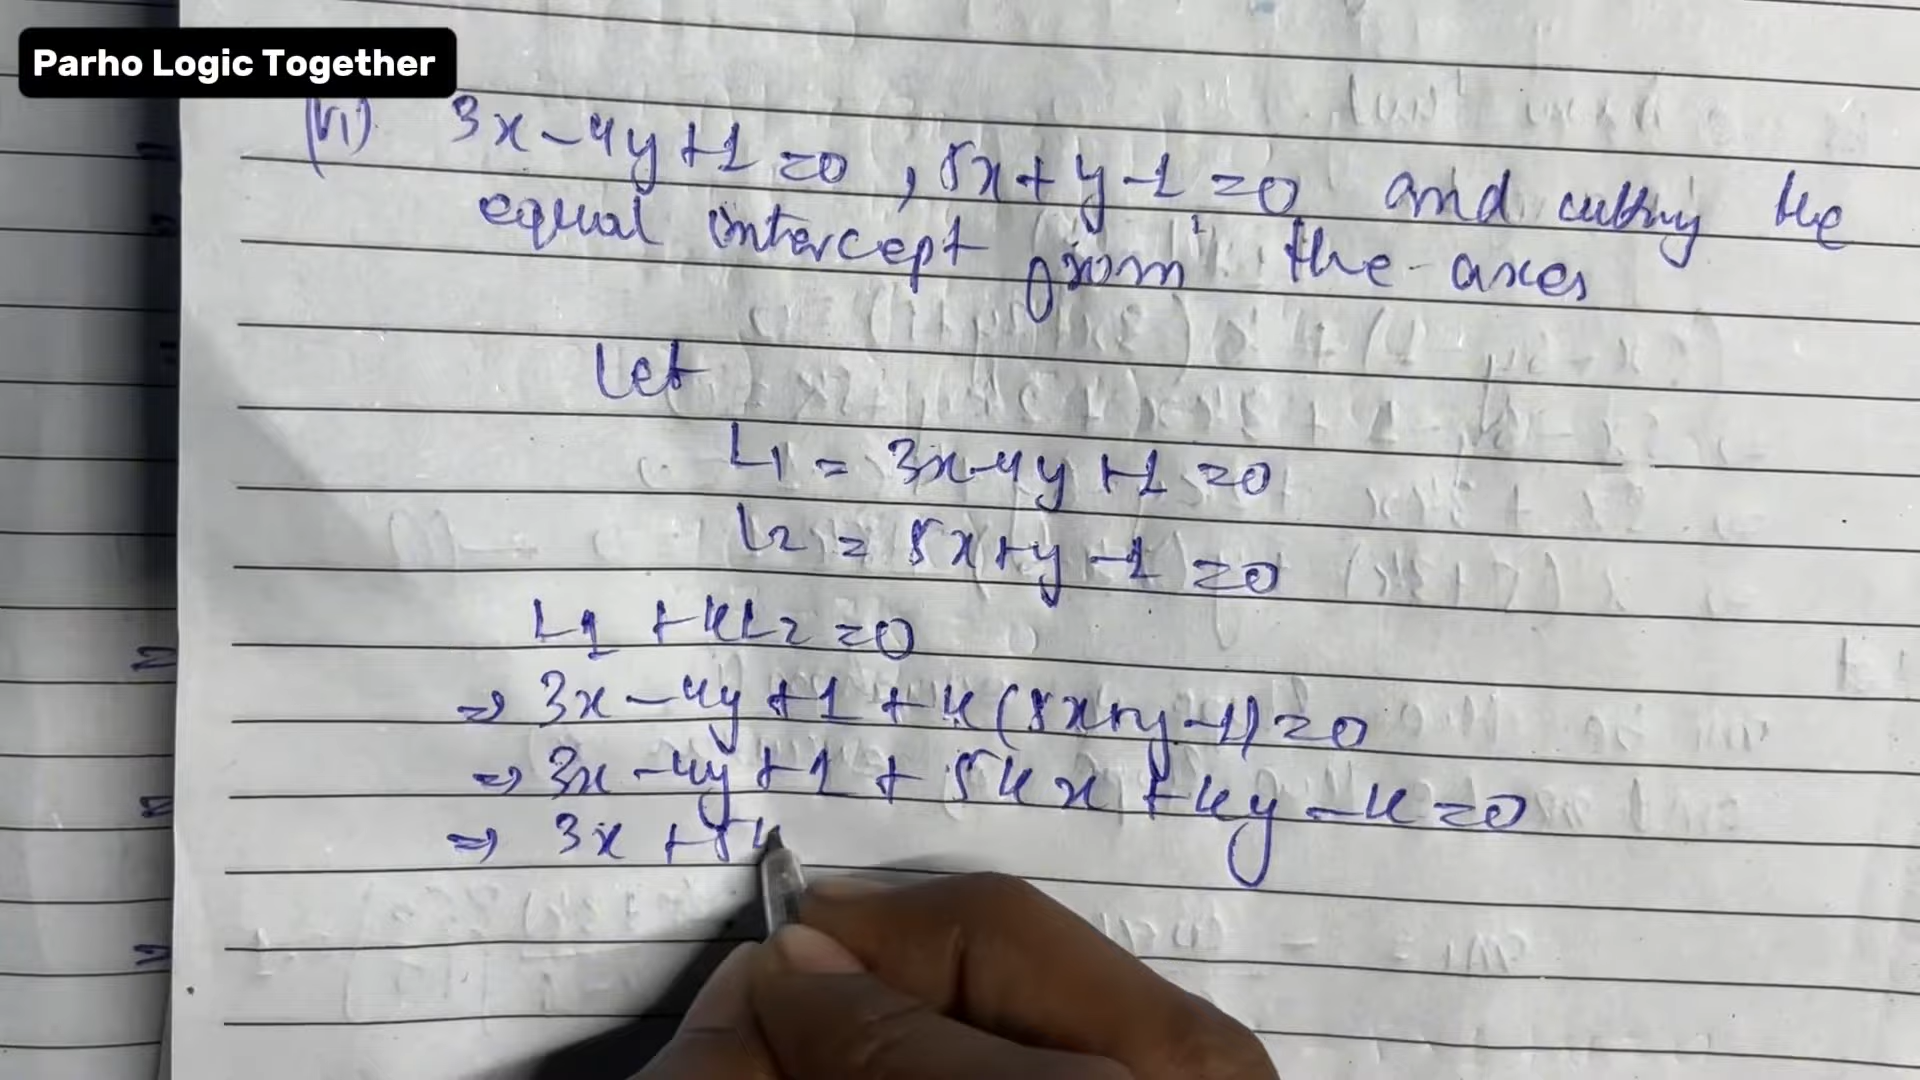 Parho Logic Together
(vi) 3x-4y+1=0, 5x+y-1=0 and cutting the
equal intercept from the axes
Let
L1 = 3x-4y+1=0
L2 = 5x+y-1=0
L1+kL2=0
⇒ 3x-4y+1+k(5x+y-1)=0
⇒ 3x-4y+1+5kx+ky-k=0
⇒ 3x+5k